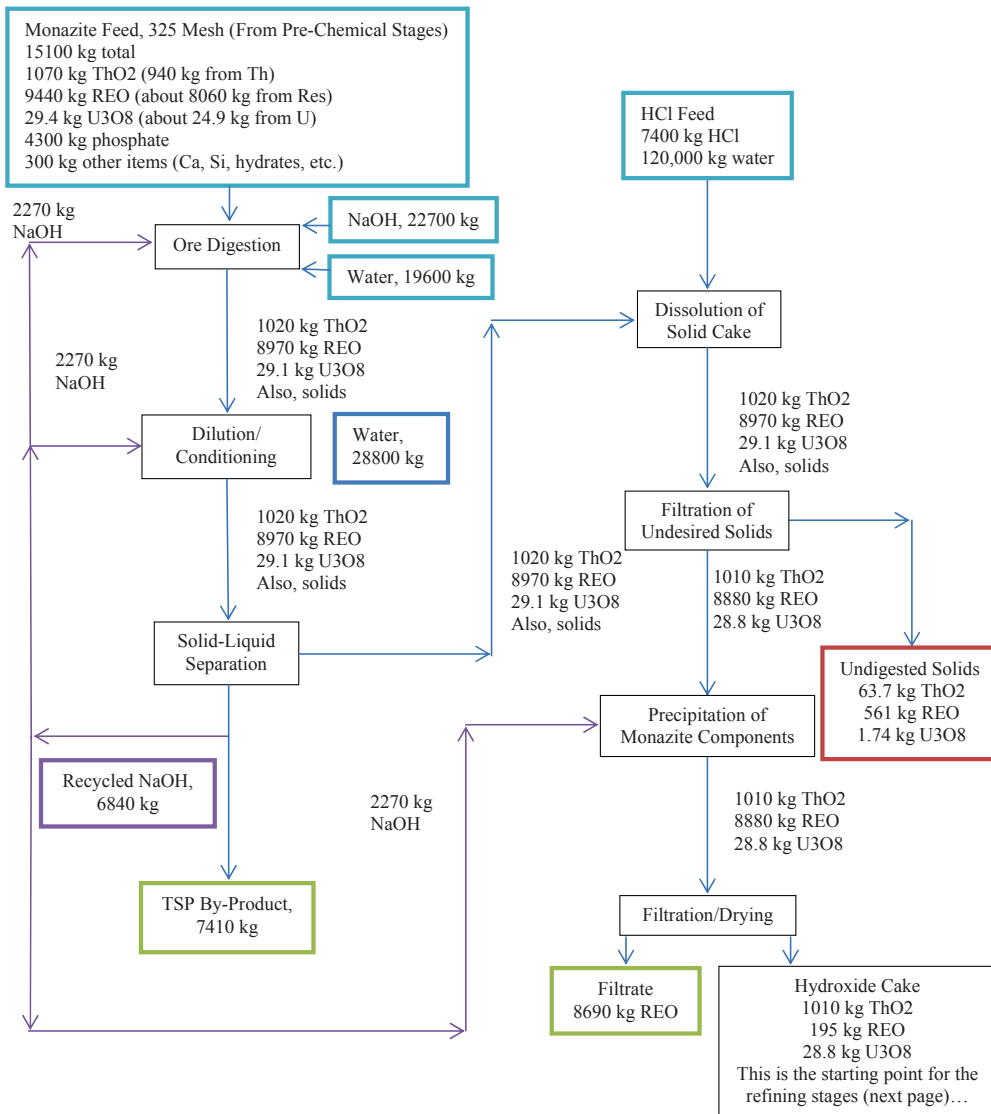 Monazite Feed, 325 Mesh (From Pre-Chemical Stages)
15100 kg total
1070 kg ThO2 (940 kg from Th)
9440 kg REO (about 8060 kg from Res)
29.4 kg U3O8 (about 24.9 kg from U)
4300 kg phosphate
300 kg other items (Ca, Si, hydrates, etc.)
HCl Feed
7400 kg HCl
120,000 kg water
2270 kg
NaOH
Ore Digestion
NaOH, 22700 kg
Water, 19600 kg
Dissolution of
Solid Cake
1020 kg ThO2
8970 kg REO
29.1 kg U3O8
Also, solids
2270 kg
NaOH
Dilution/
Conditioning
Water,
28800 kg
1020 kg ThO2
8970 kg REO
29.1 kg U3O8
Also, solids
Filtration of
Undesired Solids
1020 kg ThO2
8970 kg REO
29.1 kg U3O8
Also, solids
1020 kg ThO2
8970 kg REO
29.1 kg U3O8
Also, solids
1010 kg ThO2
8880 kg REO
28.8 kg U3O8
Solid-Liquid
Separation
Undigested Solids
63.7 kg ThO2
561 kg REO
1.74 kg U3O8
Precipitation of
Monazite Components
Recycled NaOH,
6840 kg
2270 kg
NaOH
1010 kg ThO2
8880 kg REO
28.8 kg U3O8
TSP By-Product,
7410 kg
Filtration/Drying
Filtrate
8690 kg REO
Hydroxide Cake
1010 kg ThO2
195 kg REO
28.8 kg U3O8
This is the starting point for the
refining stages (next page)…